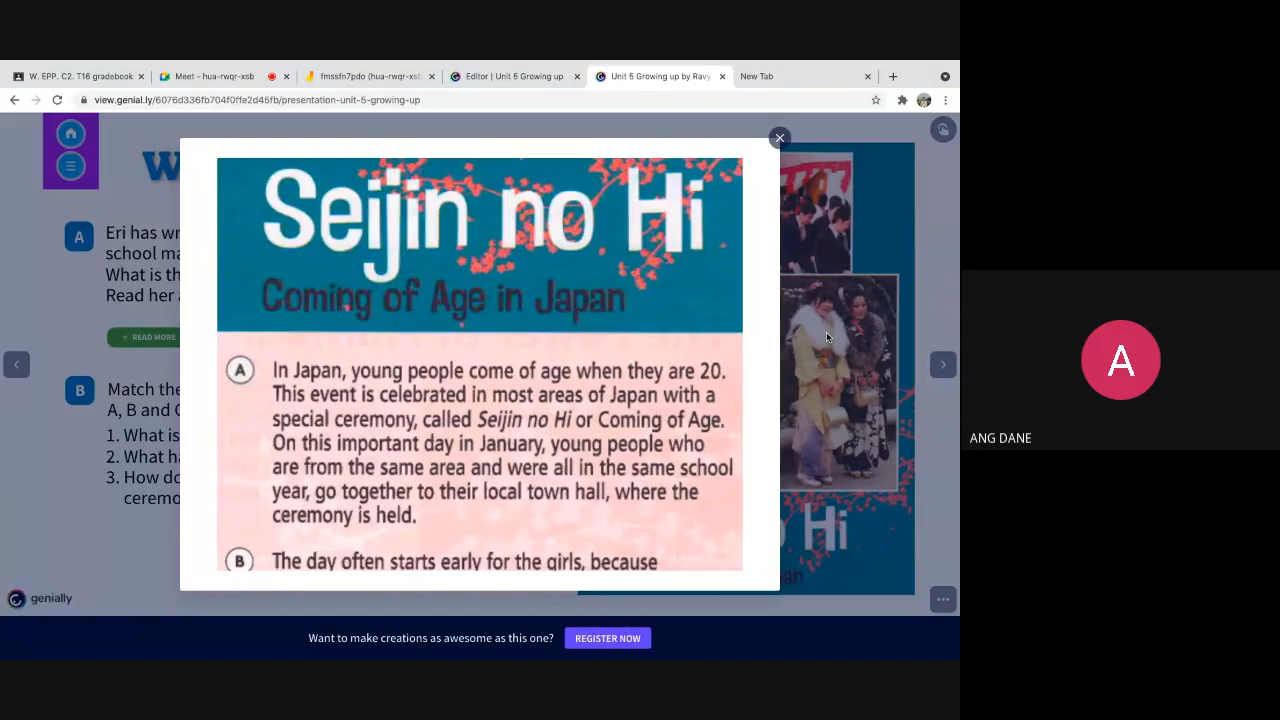 W. EPP. C2. T16 gradebook
Meet - hua-rwqr-xsb
fmssfn7pdo (hua-rwqr-xsb
Editor | Unit 5 Growing up
Unit 5 Growing up by Ravy
New Tab
view.genial.ly/6076d336fb704f0ffe2d45fb/presentation-unit-5-growing-up
W
A
Eri has wr
school ma
What is th
Read her a
READ MORE
B
Match the
A, B and C
1. What is
2. What ha
3. How do
ceremo
Seijin no Hi
Coming of Age in Japan
A
In Japan, young people come of age when they are 20.
This event is celebrated in most areas of Japan with a
special ceremony, called Seijin no Hi or Coming of Age.
On this important day in January, young people who
are from the same area and were all in the same school
year, go together to their local town hall, where the
ceremony is held.
B
The day often starts early for the girls, because
o Hi
an
genially
Want to make creations as awesome as this one?
REGISTER NOW
A
ANG DANE